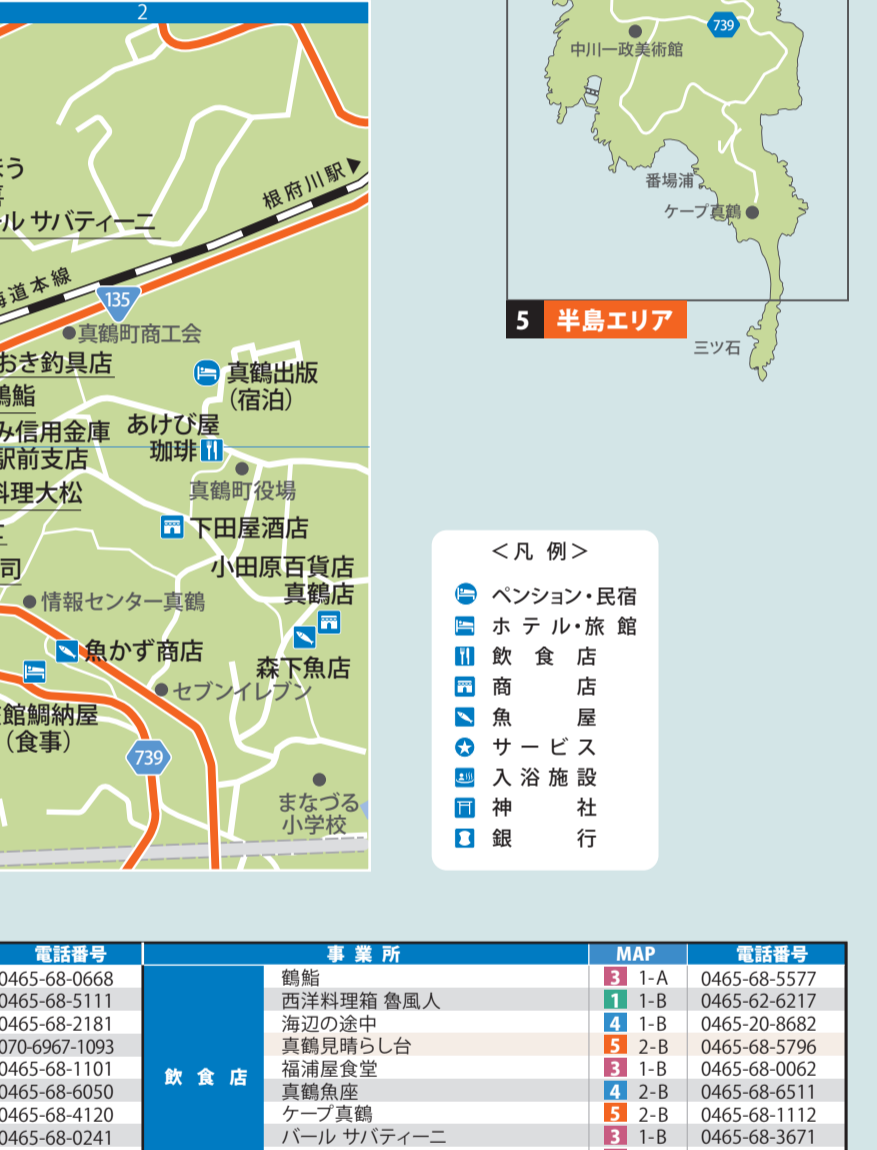 2
根府川駅▶
ル サバティーニ
海道本線
135
真鶴町商工会
おき釣具店
真鶴出版
(宿泊)
鶴鮨
あけび屋
珈琲
み信用金庫
駅前支店
料理大松
真鶴町役場
下田屋酒店
司
小田原百貨店
真鶴店
情報センター真鶴
魚かず商店
森下魚店
セブンイレブン
館鯛納屋
(食事)
739
まなづる
小学校
739
中川一政美術館
番場浦
ケープ真鶴
5 半島エリア
三ツ石
<凡 例>
ペンション・民宿
ホテル・旅館
飲食店
商店
魚屋
サービス
入浴施設
神社
銀行
電話番号 事業所 MAP 電話番号
0465-68-0668 鶴鮨 3 1-A 0465-68-5577
0465-68-5111 西洋料理箱 魯風人 1 1-B 0465-62-6217
0465-68-2181 海辺の途中 4 1-B 0465-20-8682
070-6967-1093 真鶴見晴らし台 5 2-B 0465-68-5796
0465-68-1101 飲食店 福浦屋食堂 3 1-B 0465-68-0062
0465-68-6050 真鶴魚座 4 2-B 0465-68-6511
0465-68-4120 ケープ真鶴 5 2-B 0465-68-1112
0465-68-0241 バール サバティーニ 3 1-B 0465-68-3671